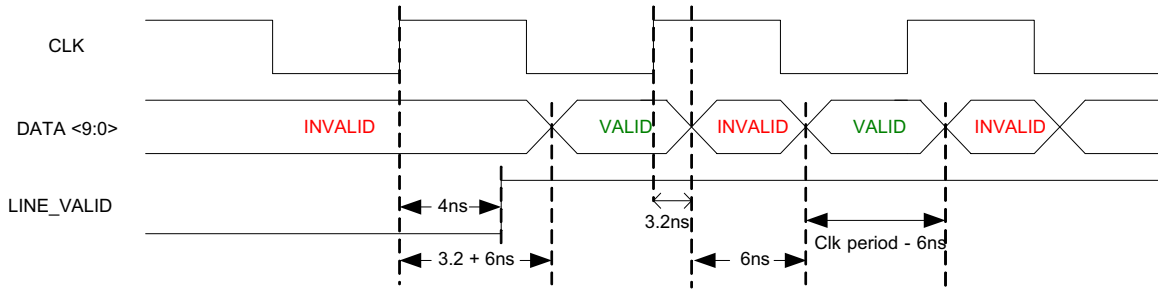 CLK
DATA <9:0>
INVALID
VALID
INVALID
VALID
INVALID
LINE_VALID
4ns
3.2ns
3.2 + 6ns
6ns
Clk period - 6ns